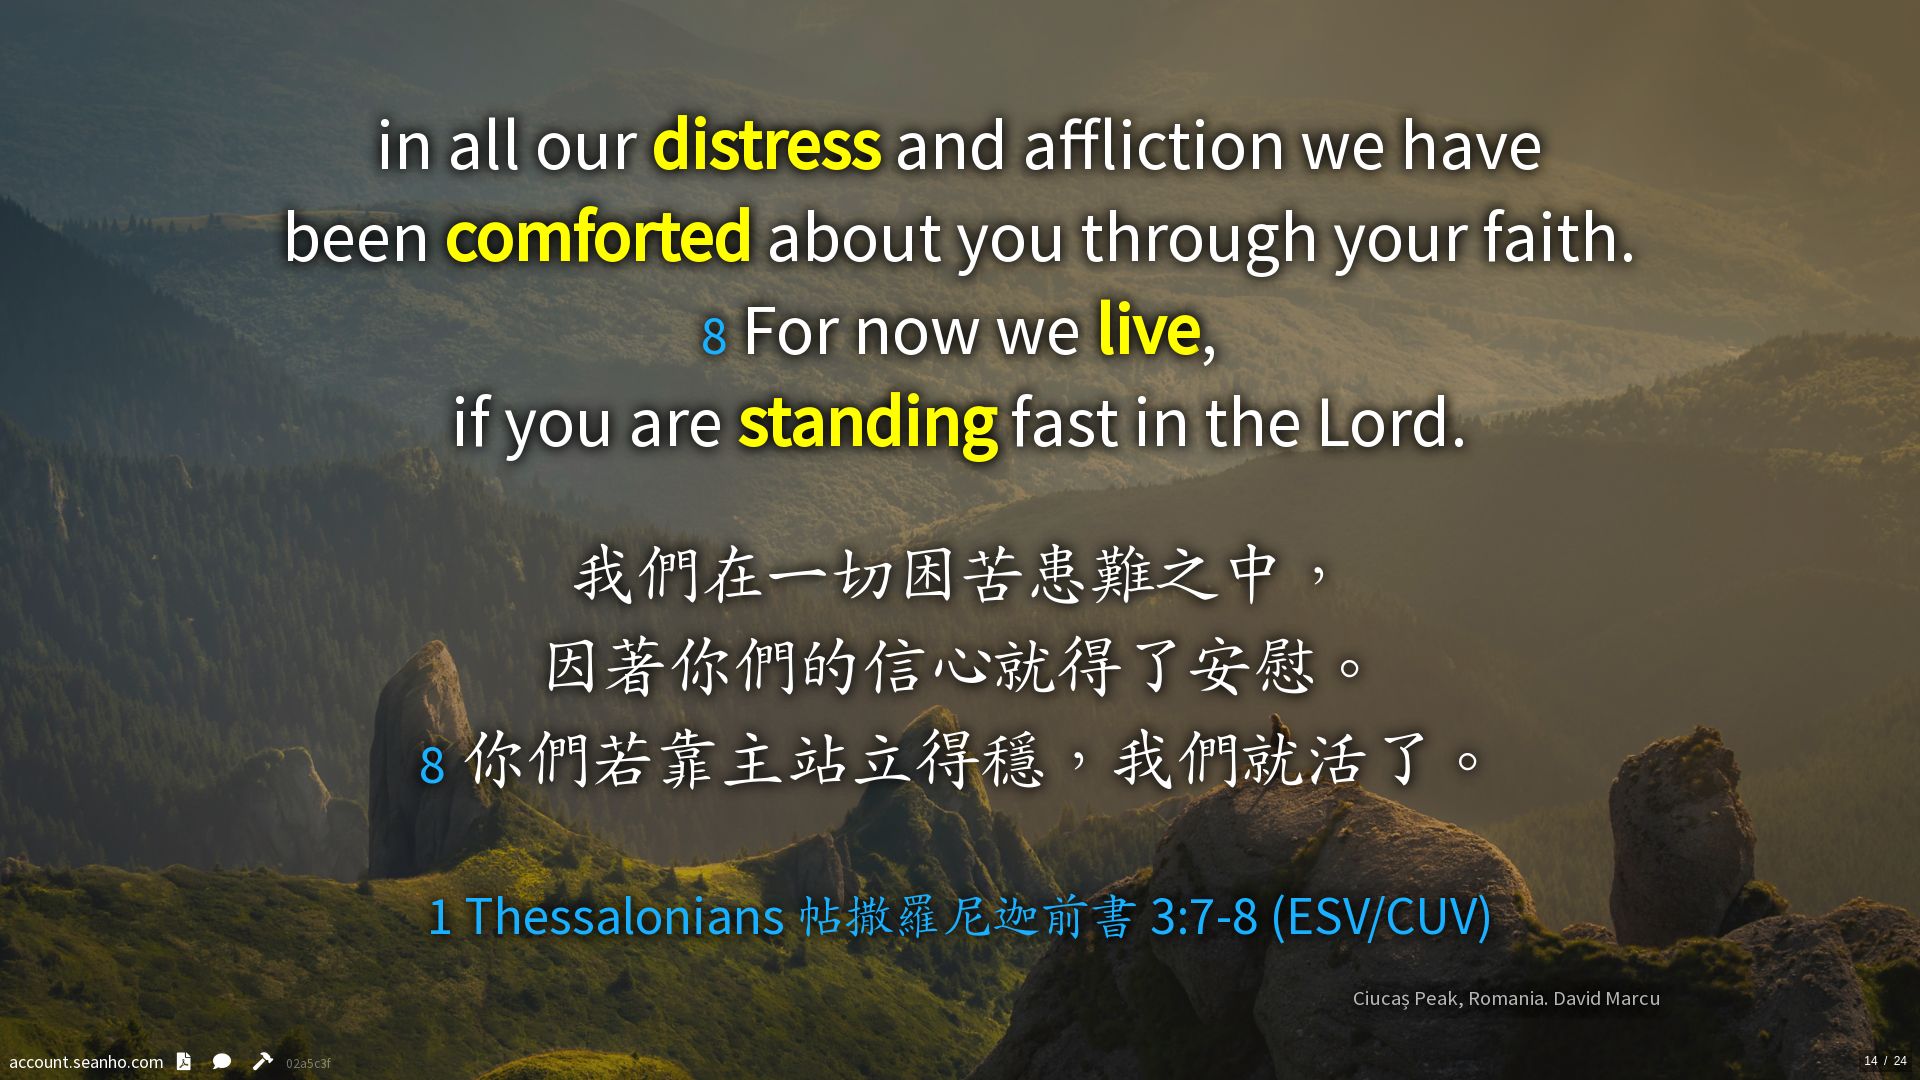 in all our distress and affliction we have
been comforted about you through your faith.
8 For now we live,
if you are standing fast in the Lord.
我們在一切困苦患難之中，
因著你們的信心就得了安慰。
8 你們若靠主站立得穩，我們就活了。
1 Thessalonians 帖撒羅尼迦前書 3:7-8 (ESV/CUV)
Ciucaș Peak, Romania. David Marcu
account.seanho.com 02a5c3f
14 / 24